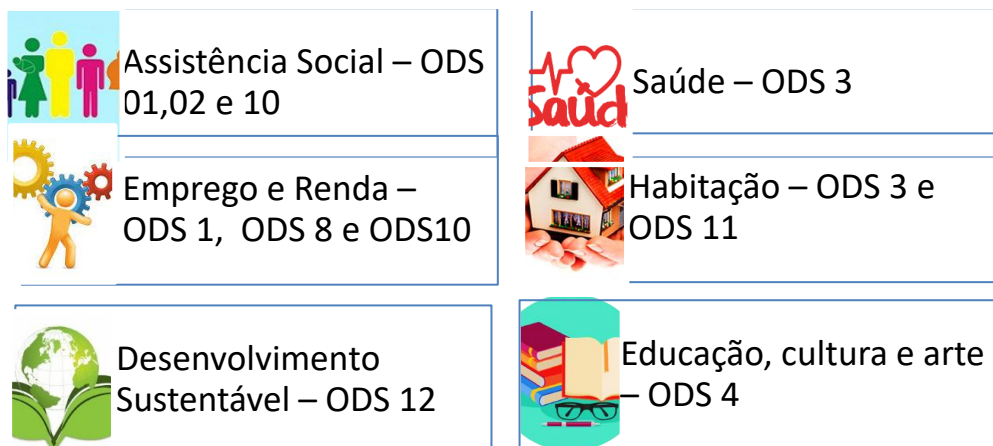 Assistência Social – ODS
01,02 e 10
Saúde
Saúde – ODS 3
Emprego e Renda –
ODS 1,  ODS 8 e ODS10
Habitação – ODS 3 e
ODS 11
Desenvolvimento
Sustentável – ODS 12
Educação, cultura e arte
– ODS 4